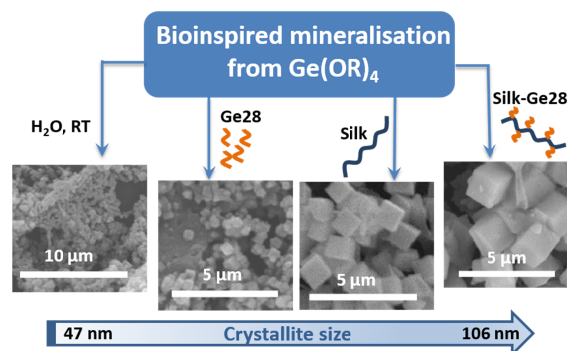 Bioinspired mineralisation
from Ge(OR)₄
H₂O, RT
Ge28
Silk
Silk-Ge28
10 µm
5 µm
5 µm
5 µm
47 nm
Crystallite size
106 nm